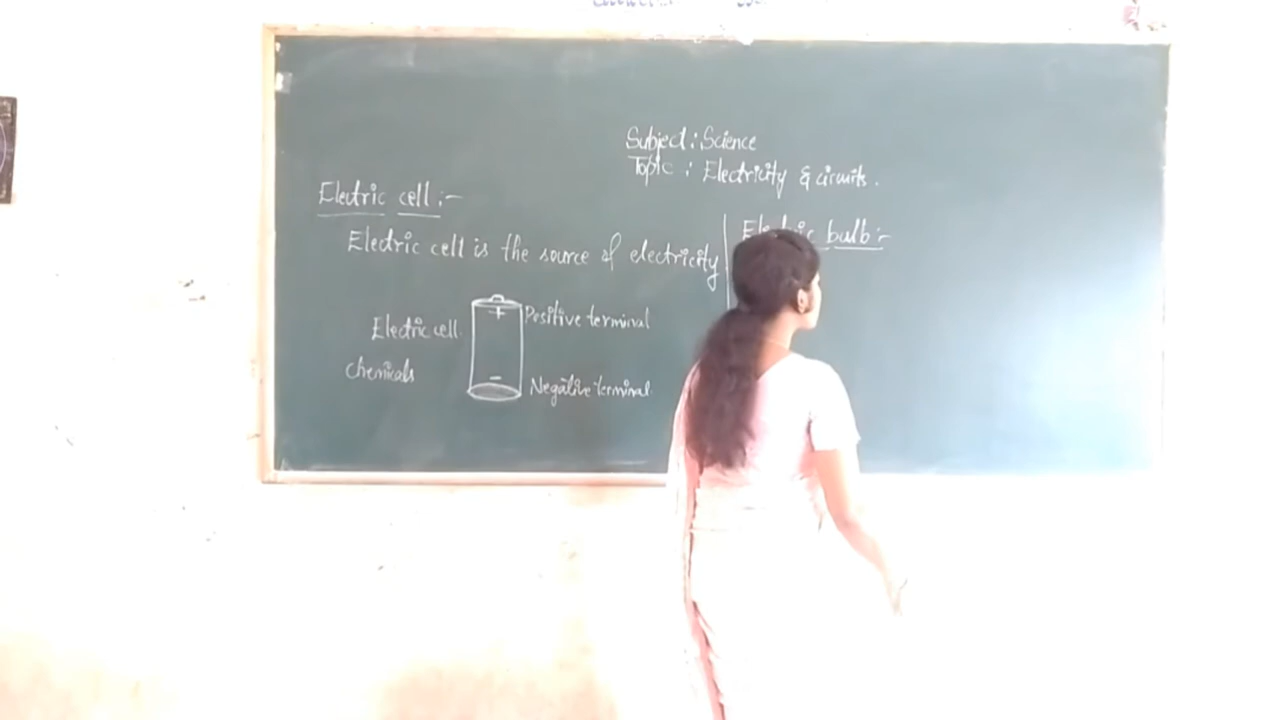 Subject: Science
Topic: Electricity & circuits.
Electric cell:-
Electric cell is the source of electricity
Electric cell
chemicals
+
Positive terminal
-
Negative terminal
Electric bulb:-